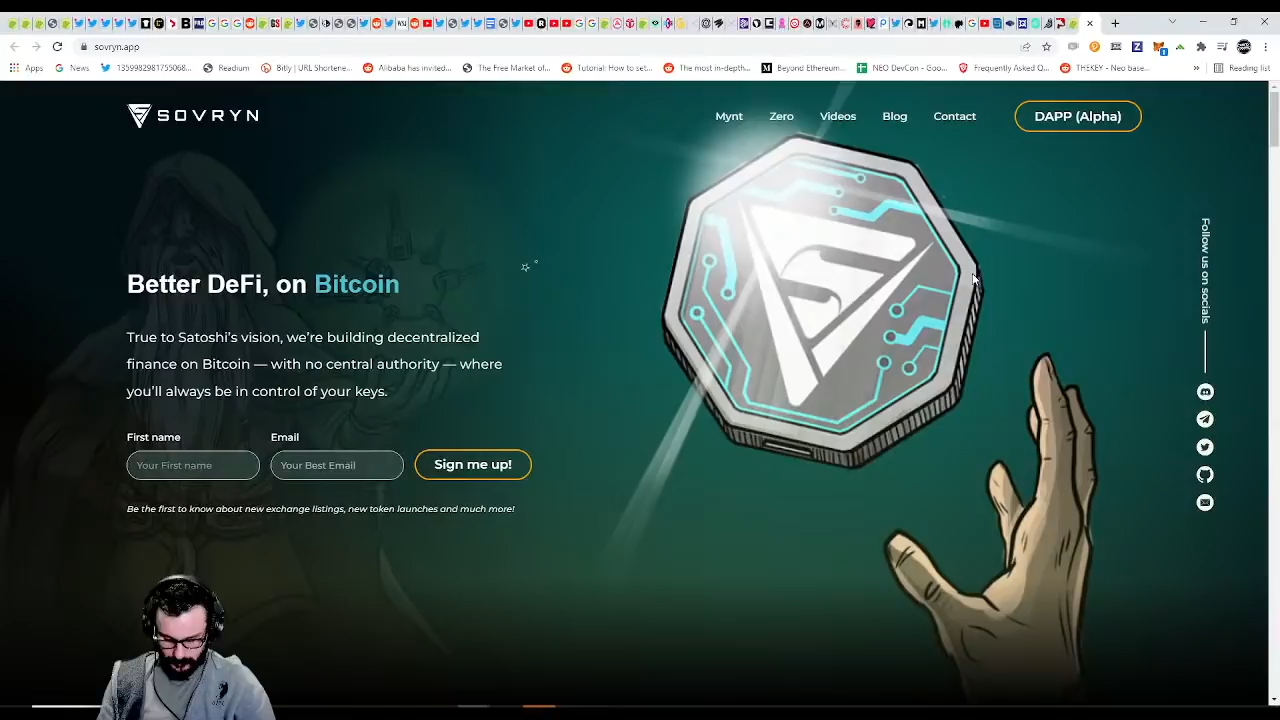 sovryn.app
Apps
News
1359982981755068...
Readium
Bitly | URL Shortene...
Alibaba has invited...
The Free Market of...
Tutorial: How to set...
The most in-depth...
Beyond Ethereum...
NEO DevCon - Goo...
Frequently Asked Q...
THEKEY - Neo base...
»
Reading list
SOVRYN
Mynt
Zero
Videos
Blog
Contact
DAPP (Alpha)
Follow us on socials
Better DeFi, on Bitcoin
True to Satoshi's vision, we're building decentralized
finance on Bitcoin — with no central authority — where
you'll always be in control of your keys.
First name
Email
Your First name
Your Best Email
Sign me up!
Be the first to know about new exchange listings, new token launches and much more!